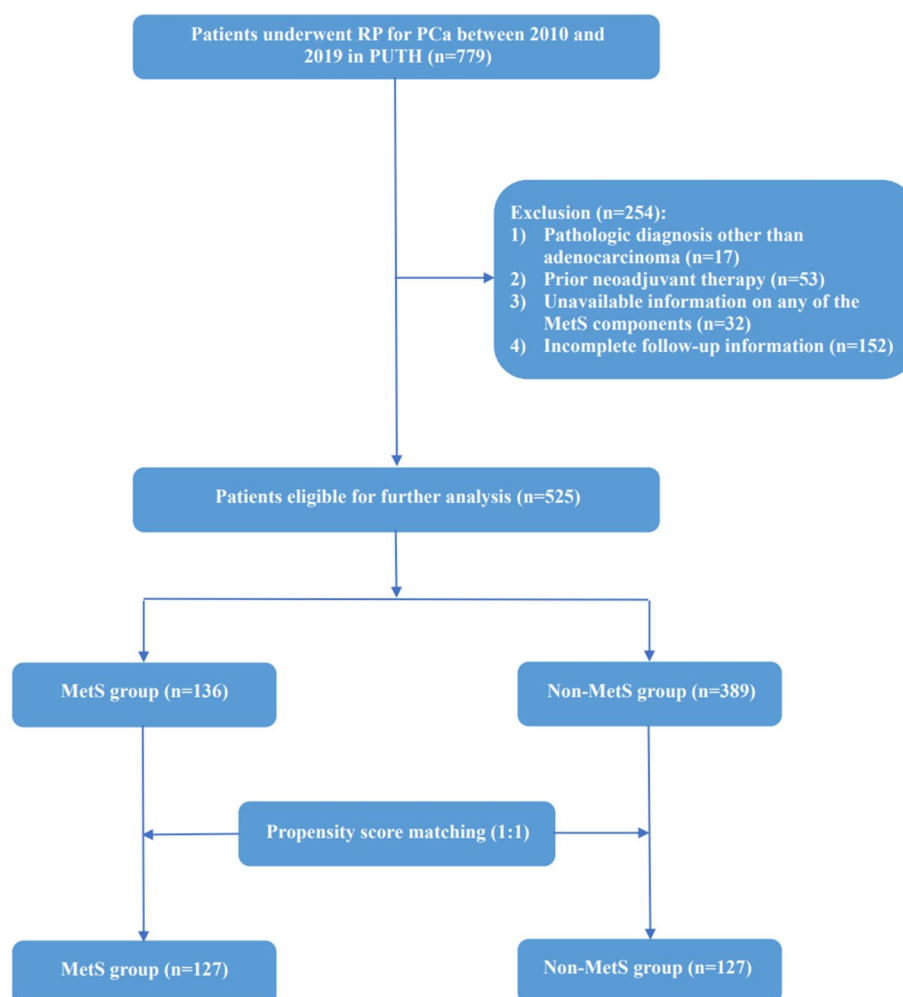 Patients underwent RP for PCa between 2010 and
2019 in PUTH (n=779)
Exclusion (n=254):
1) Pathologic diagnosis other than
adenocarcinoma (n=17)
2) Prior neoadjuvant therapy (n=53)
3) Unavailable information on any of the
MetS components (n=32)
4) Incomplete follow-up information (n=152)
Patients eligible for further analysis (n=525)
MetS group (n=136)
Non-MetS group (n=389)
Propensity score matching (1:1)
MetS group (n=127)
Non-MetS group (n=127)